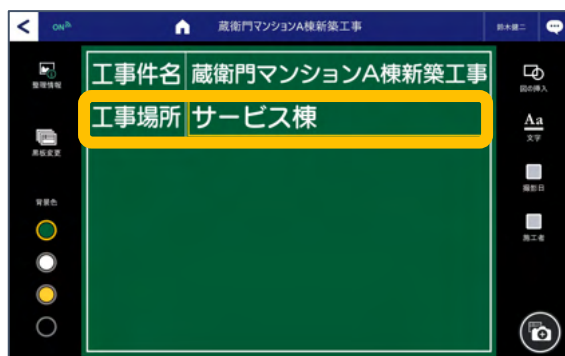 ON
蔵衛門マンションA棟新築工事
鈴木健二
整理情報
黒板変更
背景色
工事件名 蔵衛門マンションA棟新築工事
工事場所 サービス棟
図の挿入
Aa
文字
撮影日
施工者